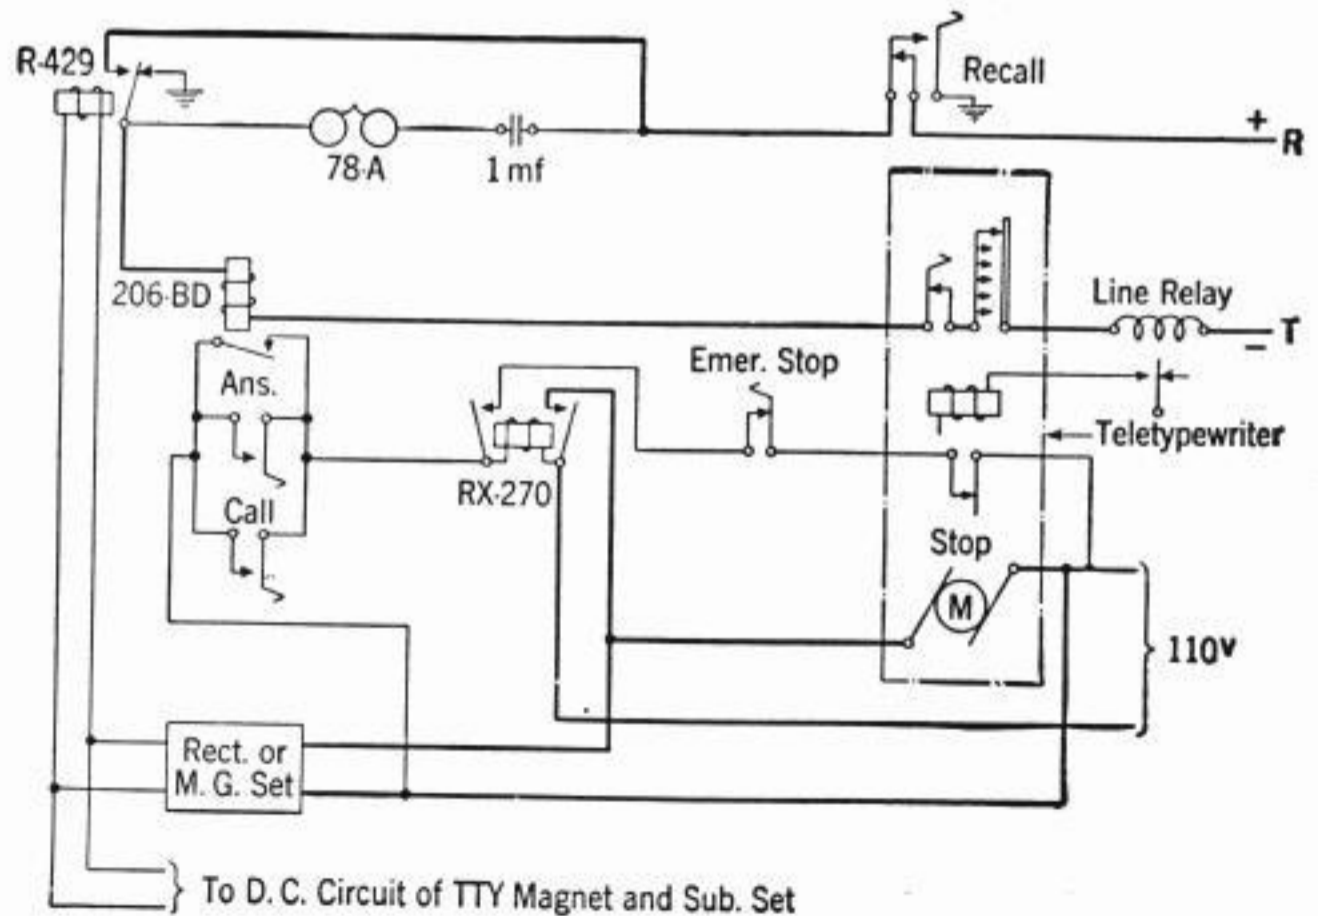 R-429
Recall
+
R
78-A
1 mf
206-BD
Line Relay
T
–
Emer. Stop
Ans.
Teletypewriter
RX-270
Call
Stop
M
110V
Rect. or
M. G. Set
To D. C. Circuit of TTY Magnet and Sub. Set